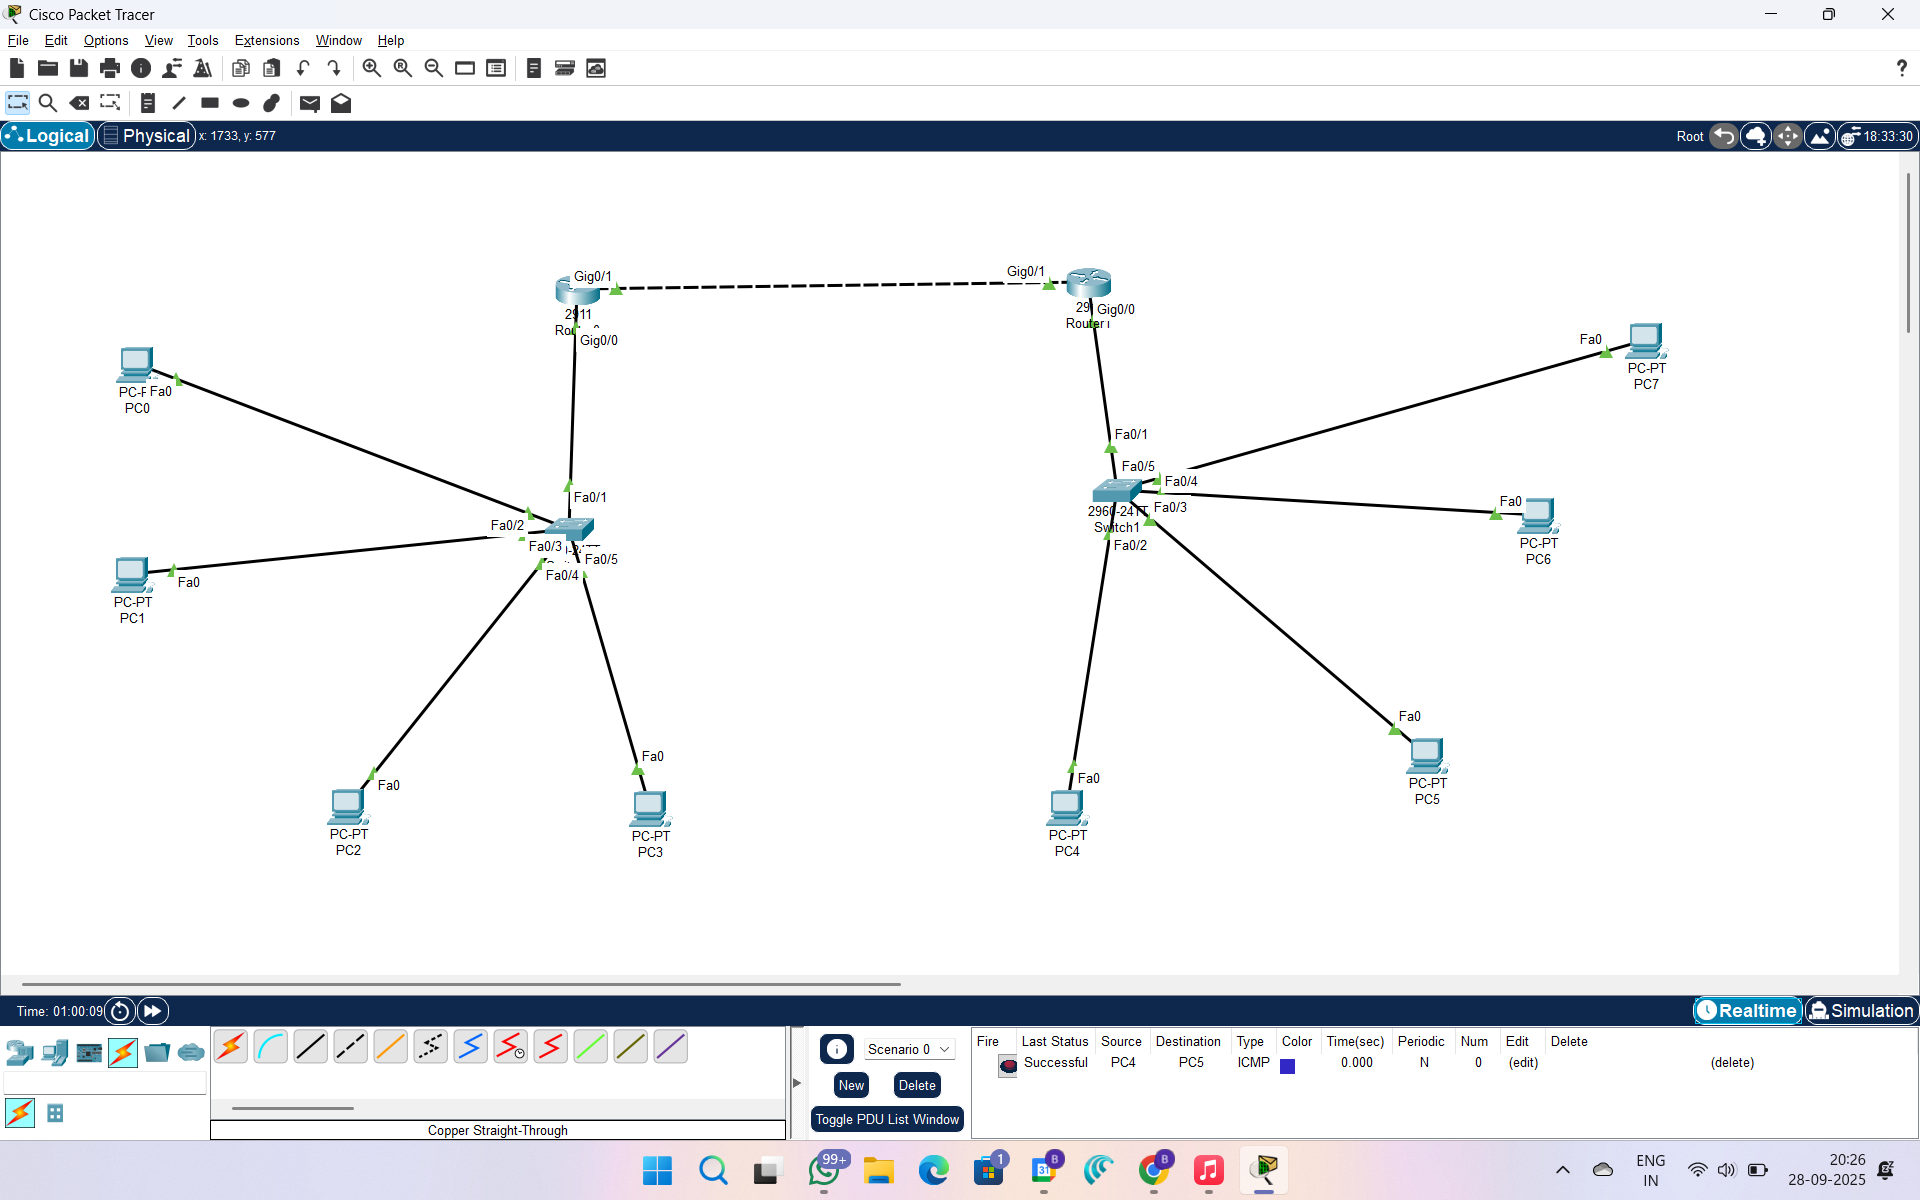 Cisco Packet Tracer
File Edit Options View Tools Extensions Window Help
?
Logical Physical x: 1733, y: 577 Root 18:33:30
Gig0/1
Gig0/1
2911
Gig0/0
Gig0/0
Router
Fa0
PC-PT
PC7
Fa0
PC0
Fa0/1
Fa0/5
Fa0/4
Fa0/3
Switch1
Fa0/2
Fa0/1
Fa0/2
Fa0/3
Fa0/5
Fa0/4
Fa0
PC-PT
PC6
Fa0
PC-PT
PC1
Fa0
PC-PT
PC5
Fa0
PC-PT
PC2
Fa0
PC-PT
PC3
Fa0
PC-PT
PC4
Time: 01:00:09 Realtime Simulation
Scenario 0
New Delete
Toggle PDU List Window
Copper Straight-Through
Fire Last Status Source Destination Type Color Time(sec) Periodic Num Edit Delete
Successful PC4 PC5 ICMP 0.000 N 0 (edit) (delete)
99+ 1 31 B B
ENG
IN
20:26
28-09-2025